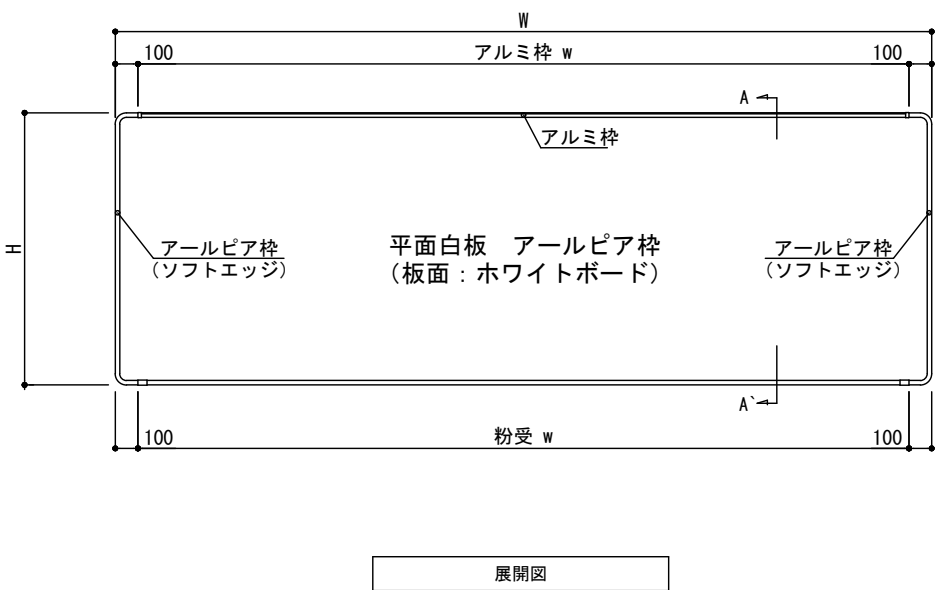 W
100 アルミ枠 w 100
A
アルミ枠
H
アールピア枠
(ソフトエッジ)
平面白板 アールピア枠
(板面:ホワイトボード)
アールピア枠
(ソフトエッジ)
A`
100 粉受 w 100
展開図